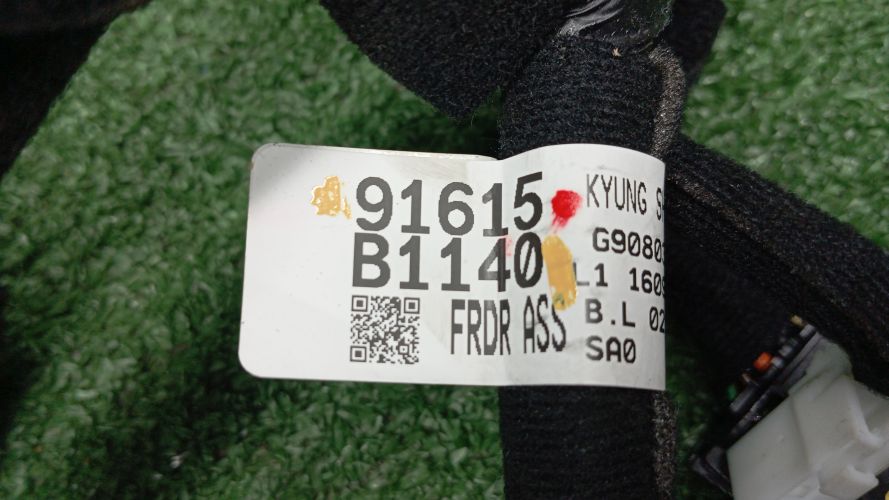 91615
B1140
FRDR ASS
KYUNG
G9080
L1 160
B.L 02
SA0